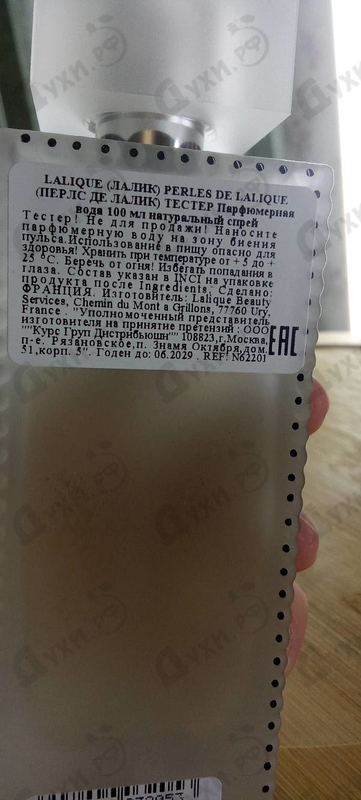 LALIQUE (ЛАЛИК) PERLES DE LALIQUE
(ПЕРЛС ДЕ ЛАЛИК) ТЕСТЕР Парфюмерная
вода 100 мл натуральный спрей
Тестер! Не для продажи! Наносите
парфюмерную воду на зону биения
пульса.Использование в пищу опасно для
здоровья! Хранить при температуре от + 5 до +
25 °C. Беречь от огня! Избегать попадания в
глаза. Состав указан в INCI на упаковке
продукта после Ingredients. Сделано:
ФРАНЦИЯ. Изготовитель: Lalique Beauty
Services, Chemin du Mont a Grillons, 77760 Ury,
France . "Уполномоченный представитель
изготовителя на принятие претензий : ООО
""Курс Груп Дистрибьюшн"" 108823,г.Москва,
п-е. Рязановское,п. Знамя Октября,дом.
51,корп. 5". Годен до: 06.2029 . REF! N62201
EAC
духи.рф